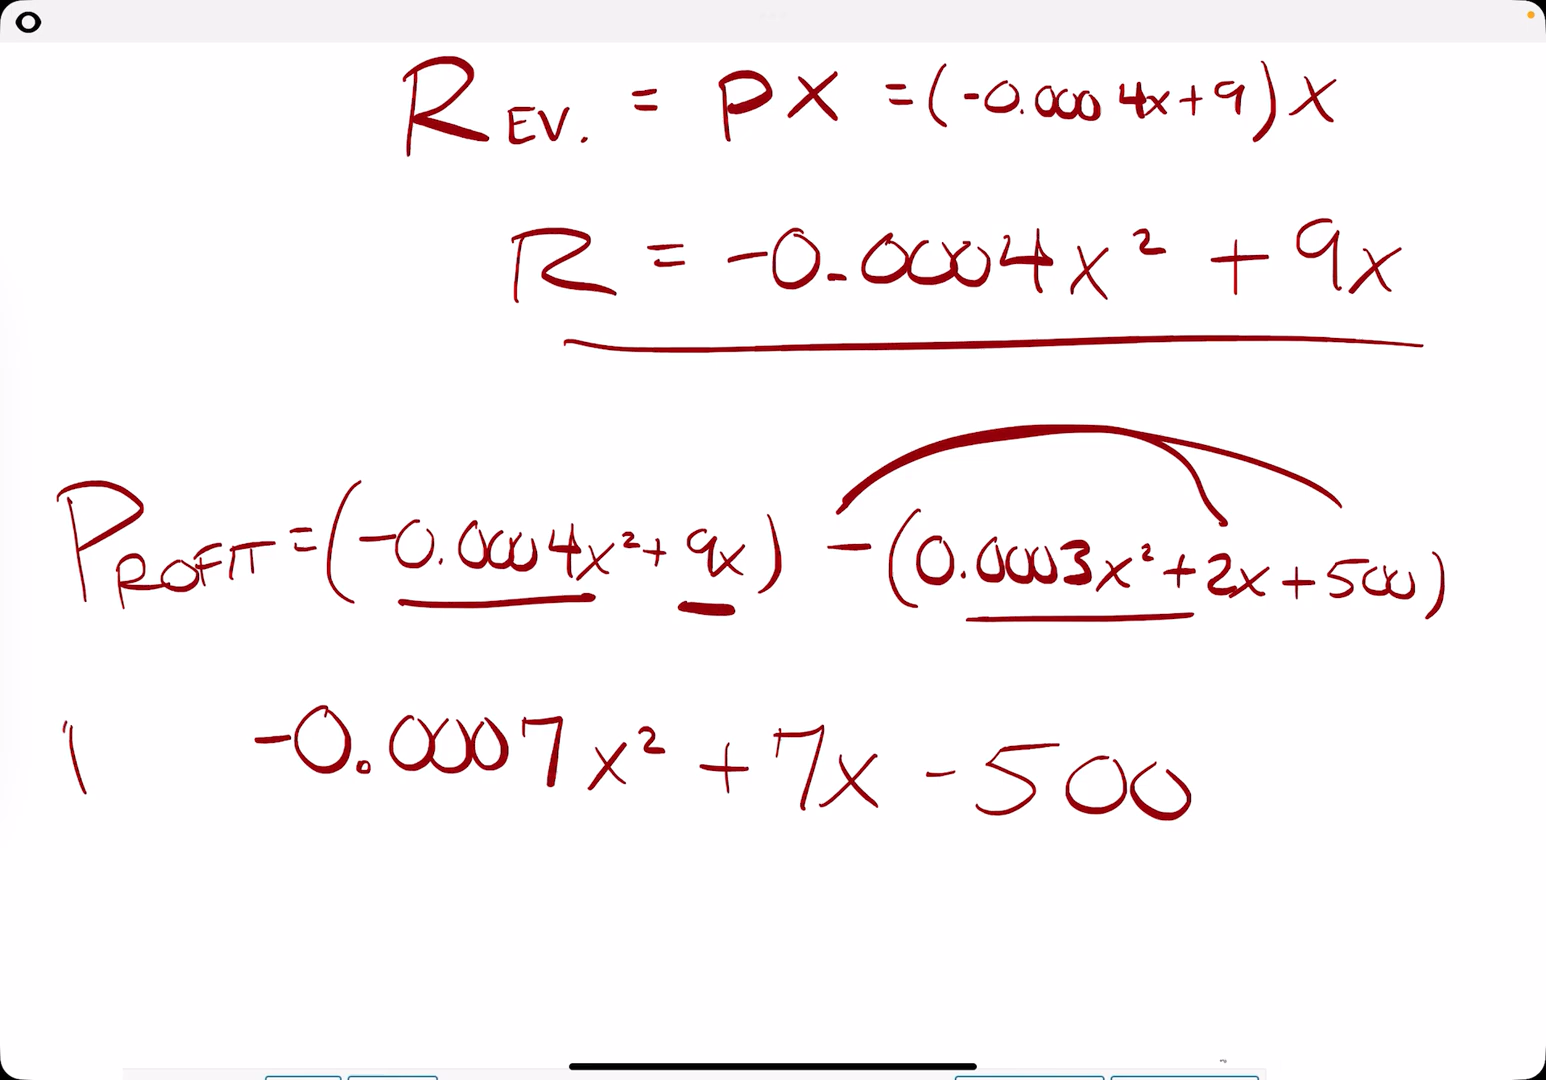 REV. = PX = (-0.0004x+9)X
R = -0.0004x² + 9x
PROFIT = (-0.0004x²+ 9x) - (0.0003x²+2x+500)
-0.0007x² + 7x - 500